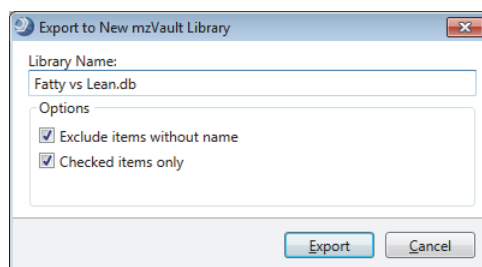 Export to New mzVault Library
Library Name:
Fatty vs Lean.db
Options
Exclude items without name
Checked items only
Export Cancel